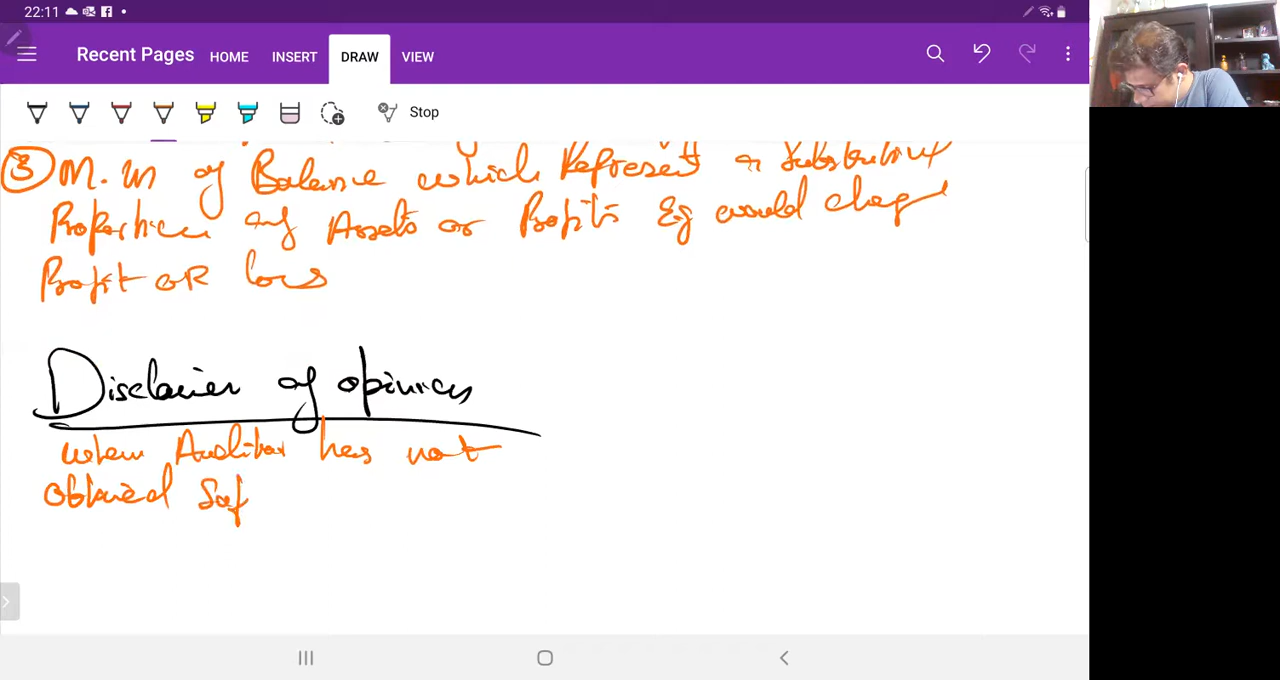 22:11
Recent Pages HOME INSERT DRAW VIEW
Stop
3 M.M of Balance which Represent a Substantial
Proportion of Assets or Profits Eg would change
Profit OR loss
Disclaimer of opinion
when Auditor has not
Obtained Suf